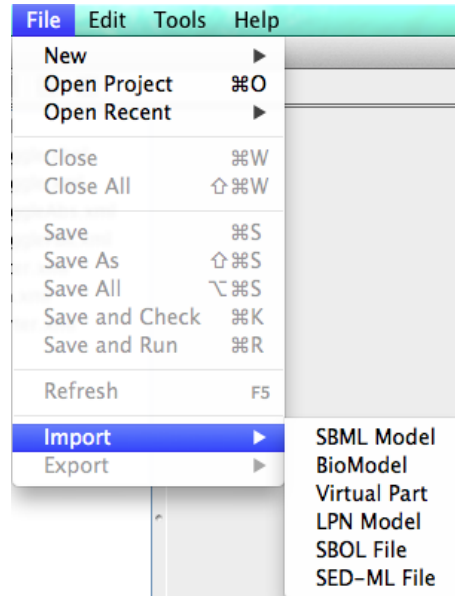 File Edit Tools Help
New ▶
Open Project ⌘O
Open Recent ▶
Close ⌘W
Close All ⇧⌘W
Save ⌘S
Save As ⇧⌘S
Save All ⌥⌘S
Save and Check ⌘K
Save and Run ⌘R
Refresh F5
Import ▶ SBML Model
Export ▶ BioModel
Virtual Part
LPN Model
SBOL File
SED-ML File